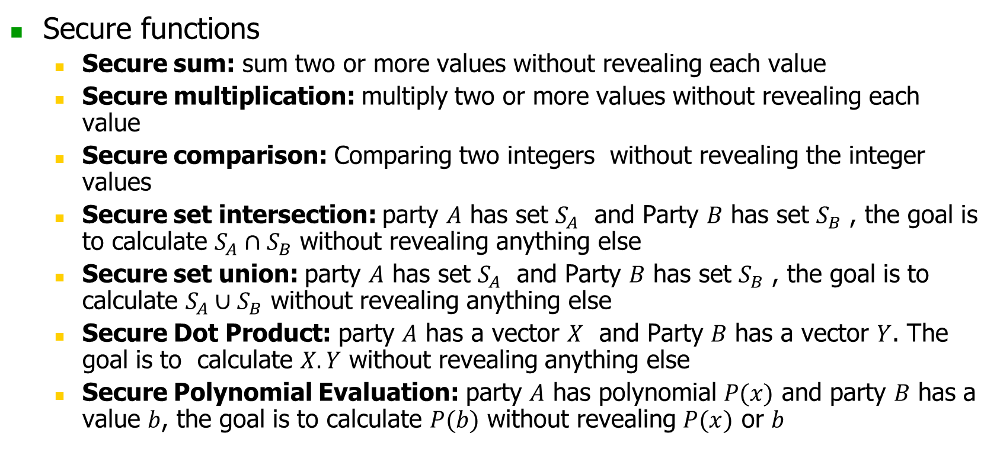 Secure functions
Secure sum: sum two or more values without revealing each value
Secure multiplication: multiply two or more values without revealing each
value
Secure comparison: Comparing two integers  without revealing the integer
values
Secure set intersection: party A has set S_A  and Party B has set S_B , the goal is
to calculate S_A ∩ S_B without revealing anything else
Secure set union: party A has set S_A  and Party B has set S_B , the goal is to
calculate S_A ∪ S_B without revealing anything else
Secure Dot Product: party A has a vector X  and Party B has a vector Y. The
goal is to  calculate X.Y without revealing anything else
Secure Polynomial Evaluation: party A has polynomial P(x) and party B has a
value b, the goal is to calculate P(b) without revealing P(x) or b